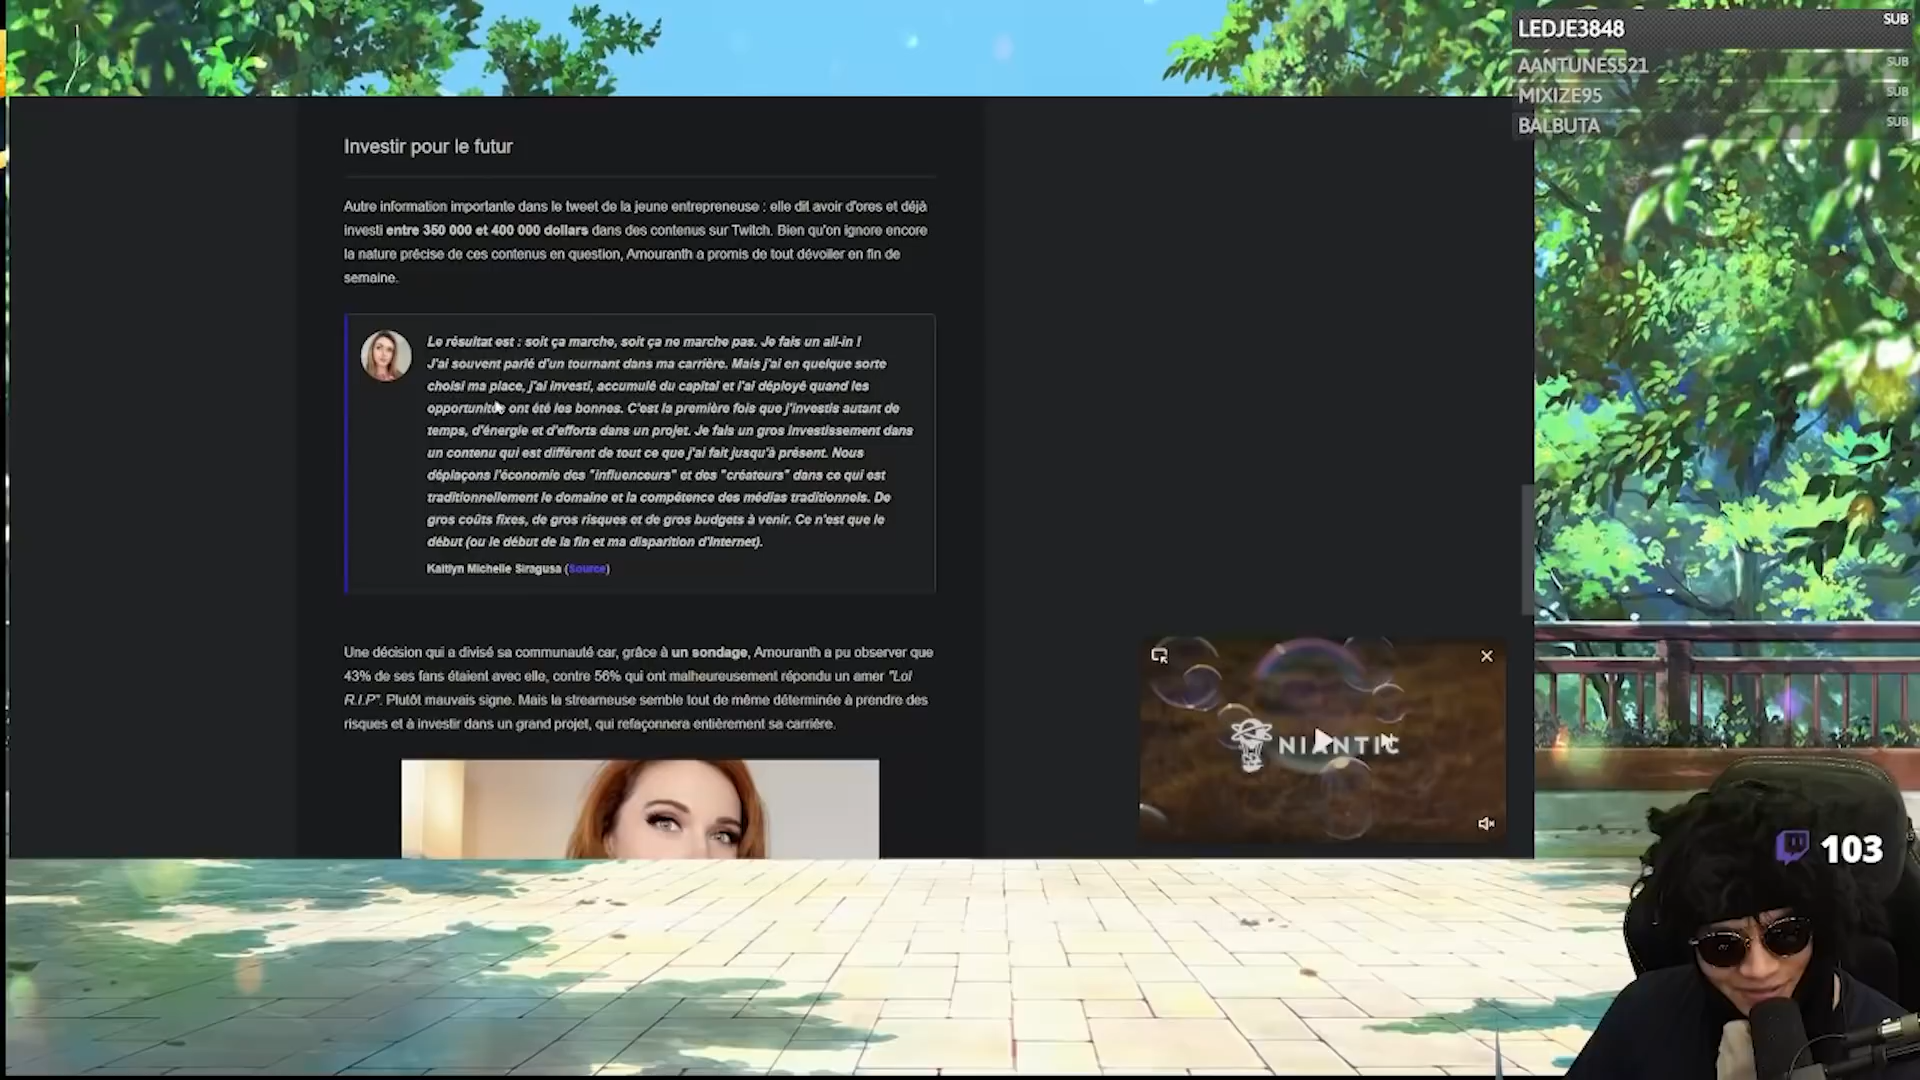 LEDJE3848 SUB
AANTUNES521 SUB
MIXIZE95 SUB
BALBUTA SUB
Investir pour le futur
Autre information importante dans le tweet de la jeune entrepreneuse : elle dit avoir d'ores et déjà
investi entre 350 000 et 400 000 dollars dans des contenus sur Twitch. Bien qu'on ignore encore
la nature précise de ces contenus en question, Amouranth a promis de tout dévoiler en fin de
semaine.
Le résultat est : soit ça marche, soit ça ne marche pas. Je fais un all-in !
J'ai souvent parlé d'un tournant dans ma carrière. Mais j'ai en quelque sorte
choisi ma place, j'ai investi, accumulé du capital et l'ai déployé quand les
opportunités ont été les bonnes. C'est la première fois que j'investis autant de
temps, d'énergie et d'efforts dans un projet. Je fais un gros investissement dans
un contenu qui est différent de tout ce que j'ai fait jusqu'à présent. Nous
déplaçons l'économie des "influenceurs" et des "créateurs" dans ce qui est
traditionnellement le domaine et la compétence des médias traditionnels. De
gros coûts fixes, de gros risques et de gros budgets à venir. Ce n'est que le
début (ou le début de la fin et ma disparition d'Internet).
Kaitlyn Michelle Siragusa (Source)
Une décision qui a divisé sa communauté car, grâce à un sondage, Amouranth a pu observer que
43% de ses fans étaient avec elle, contre 56% qui ont malheureusement répondu un amer "Lol
R.I.P". Plutôt mauvais signe. Mais la streameuse semble tout de même déterminée à prendre des
risques et à investir dans un grand projet, qui refaçonnera entièrement sa carrière.
NIANTIC
103